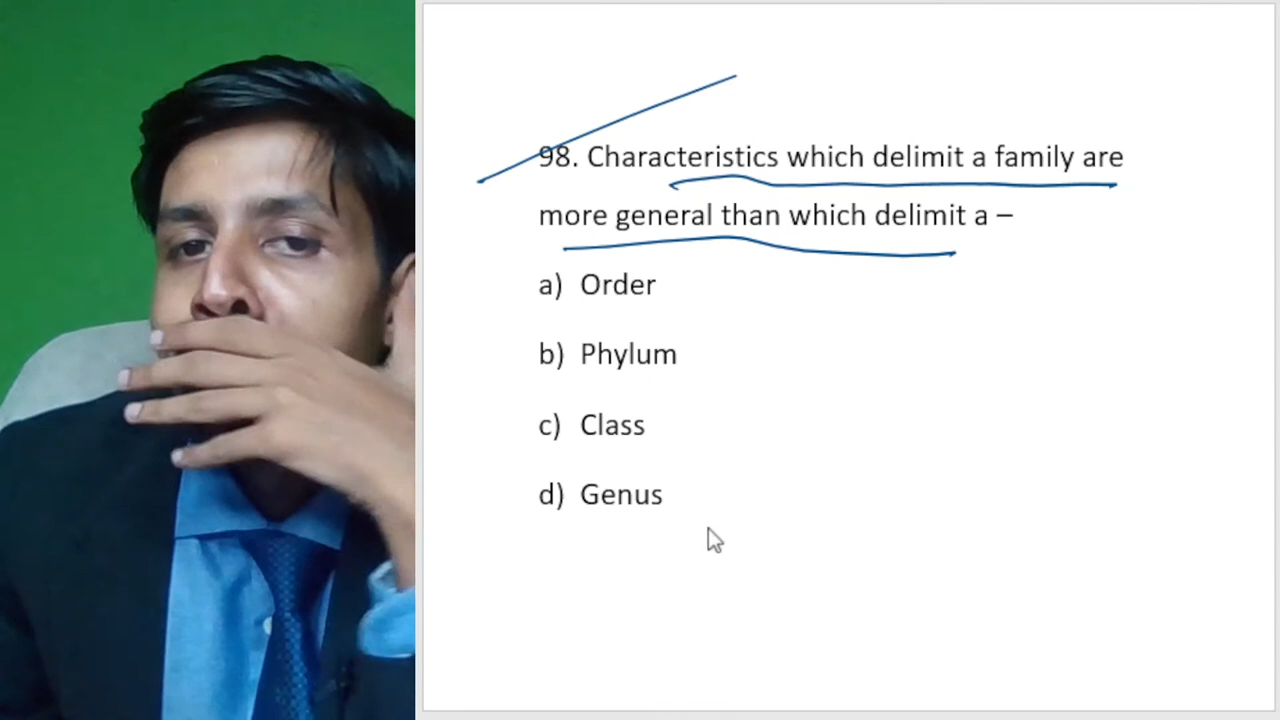 98. Characteristics which delimit a family are
more general than which delimit a –
a) Order
b) Phylum
c) Class
d) Genus